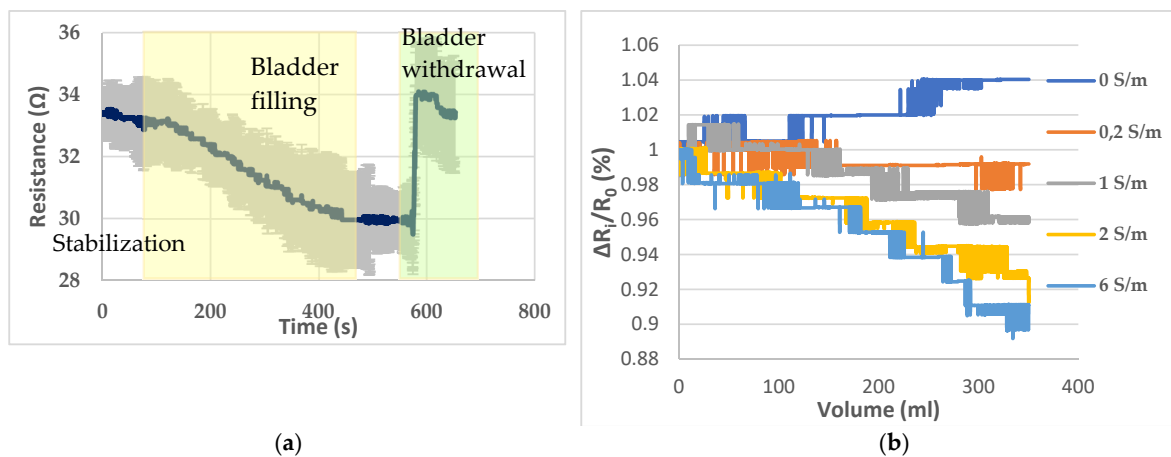 36
34
32
30
28
Resistance (Ω)
Bladder
filling
Bladder
withdrawal
Stabilization
0
200
400
600
800
Time (s)
(a)
1.06
1.04
1.02
1
0.98
0.96
0.94
0.92
0.9
0.88
ΔRi/R0 (%)
0 S/m
0,2 S/m
1 S/m
2 S/m
6 S/m
0
100
200
300
400
Volume (ml)
(b)